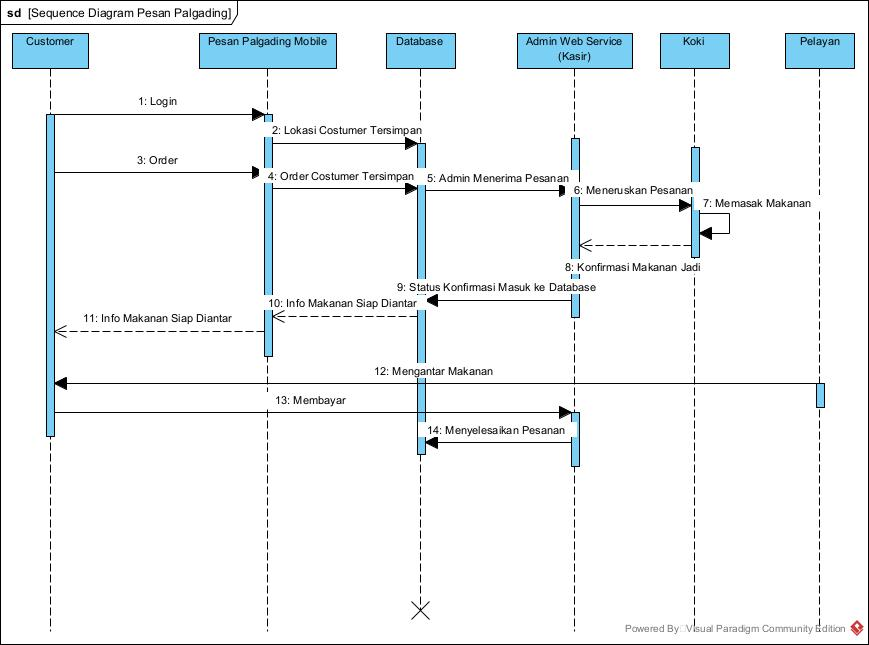 sd [Sequence Diagram Pesan Palgading]
Customer
Pesan Palgading Mobile
Database
Admin Web Service
(Kasir)
Koki
Pelayan
1: Login
2: Lokasi Costumer Tersimpan
3: Order
4: Order Costumer Tersimpan
5: Admin Menerima Pesanan
6: Meneruskan Pesanan
7: Memasak Makanan
8: Konfirmasi Makanan Jadi
9: Status Konfirmasi Masuk ke Database
10: Info Makanan Siap Diantar
11: Info Makanan Siap Diantar
12: Mengantar Makanan
13: Membayar
14: Menyelesaikan Pesanan
Powered By Visual Paradigm Community Edition